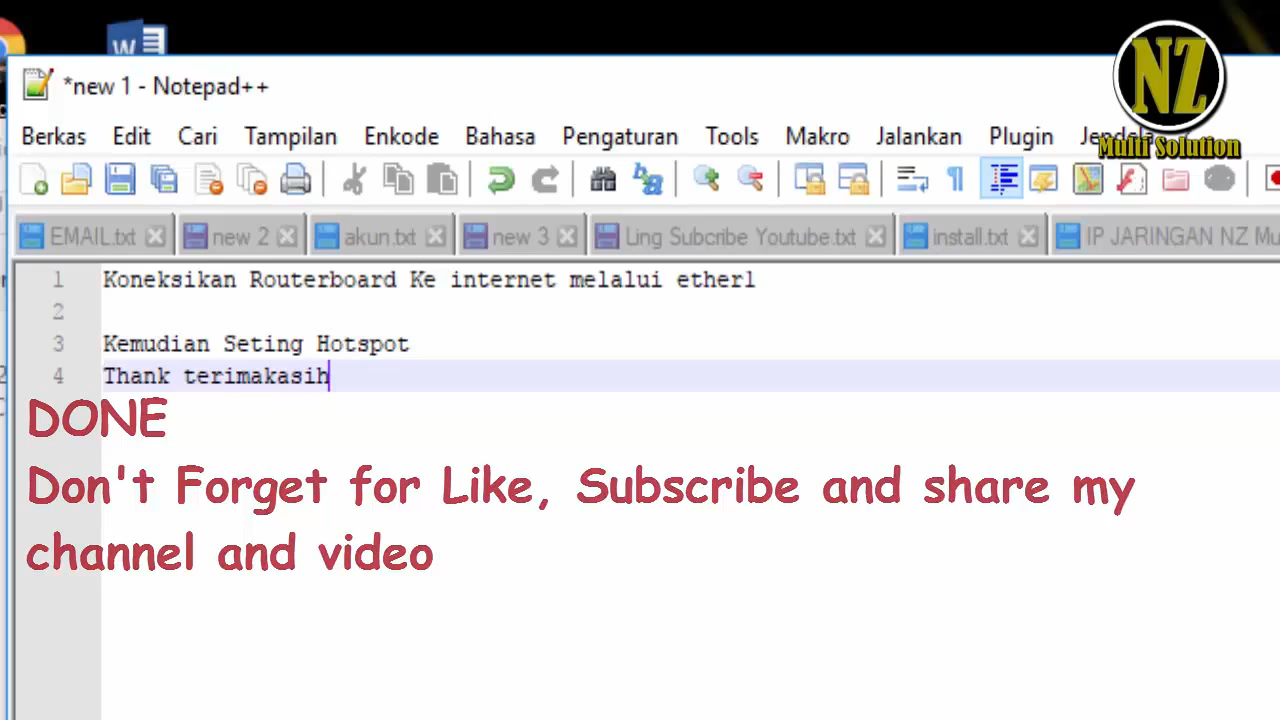 *new 1 - Notepad++
NZ
Multi Solution
Berkas Edit Cari Tampilan Enkode Bahasa Pengaturan Tools Makro Jalankan Plugin
EMAIL.txt new 2 akun.txt new 3 Ling Subcribe Youtube.txt install.txt IP JARINGAN NZ
1 Koneksikan Routerboard Ke internet melalui ether1
2
3 Kemudian Seting Hotspot
4 Thank terimakasih
DONE
Don't Forget for Like, Subscribe and share my
channel and video